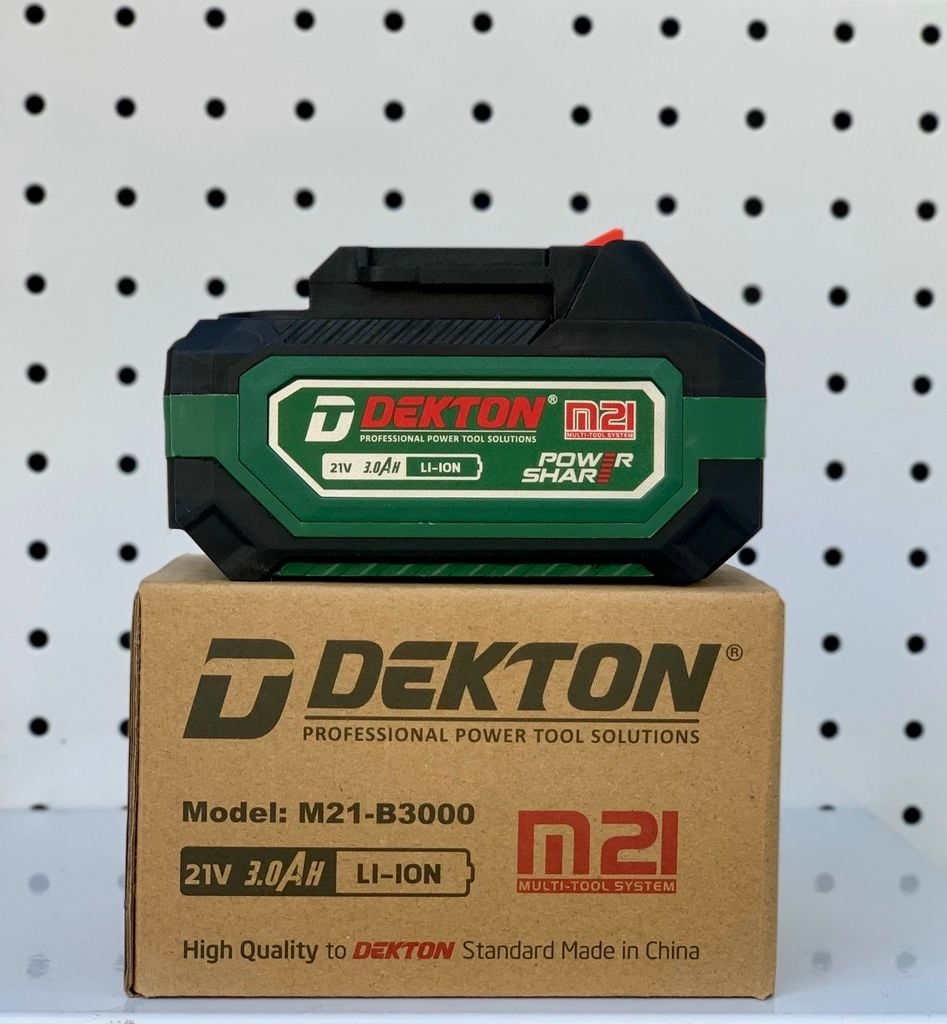 DEKTON®
M21
PROFESSIONAL POWER TOOL SOLUTIONS
MULTI-TOOL SYSTEM
21V 3.0AH LI-ION
POWER
SHARE
DEKTON®
PROFESSIONAL POWER TOOL SOLUTIONS
Model: M21-B3000
M21
MULTI-TOOL SYSTEM
21V 3.0AH LI-ION
High Quality to DEKTON Standard Made in China